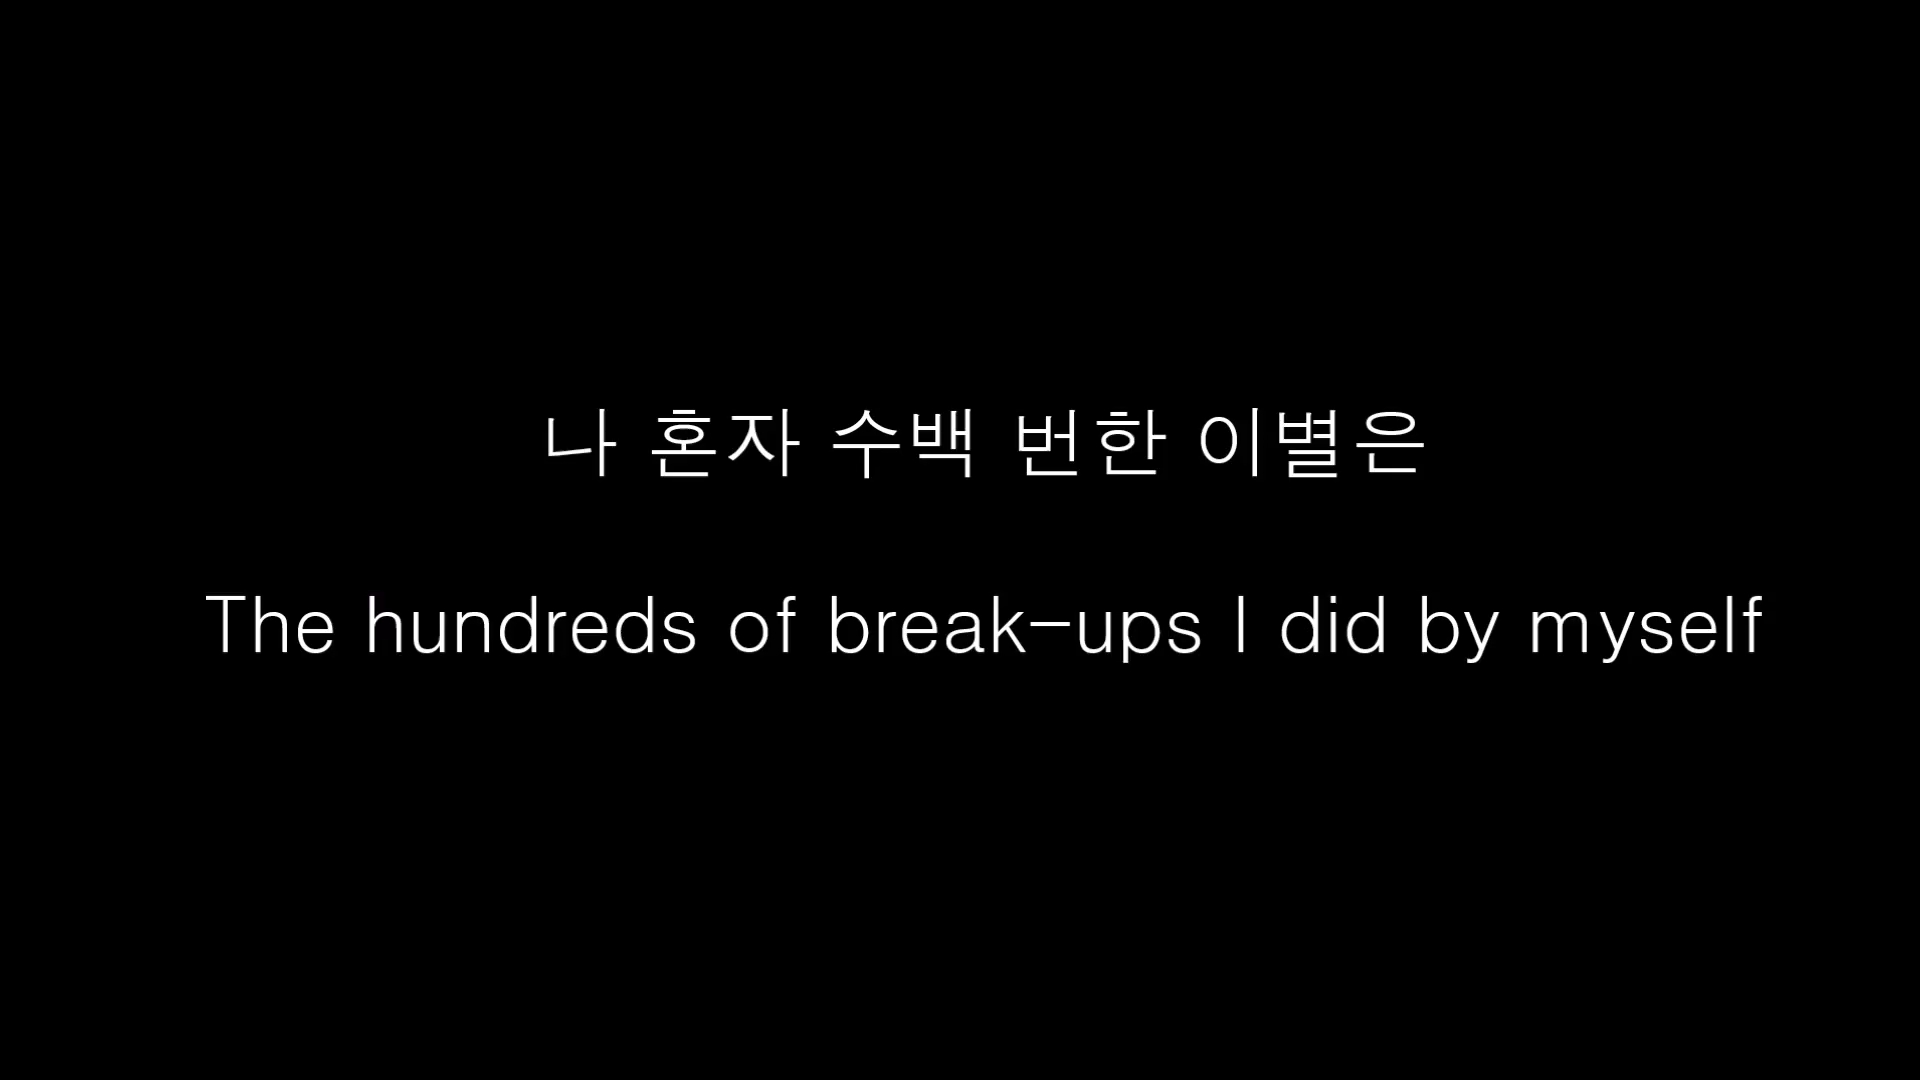 나 혼자 수백 번한 이별은
The hundreds of break-ups I did by myself